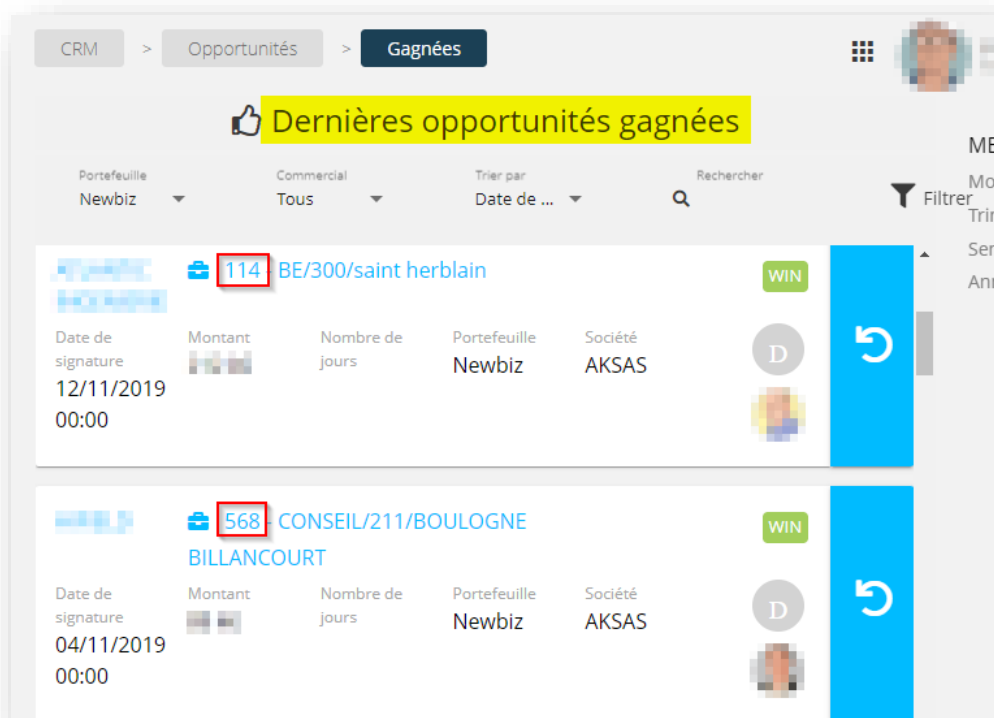 CRM > Opportunités > Gagnées
Dernières opportunités gagnées
Portefeuille Commercial Trier par Rechercher
Newbiz Tous Date de ... Filtrer
114 - BE/300/saint herblain WIN
Date de signature Montant Nombre de jours Portefeuille Société
Newbiz AKSAS D
12/11/2019
00:00
568 - CONSEIL/211/BOULOGNE WIN
BILLANCOURT
Date de signature Montant Nombre de jours Portefeuille Société
Newbiz AKSAS D
04/11/2019
00:00